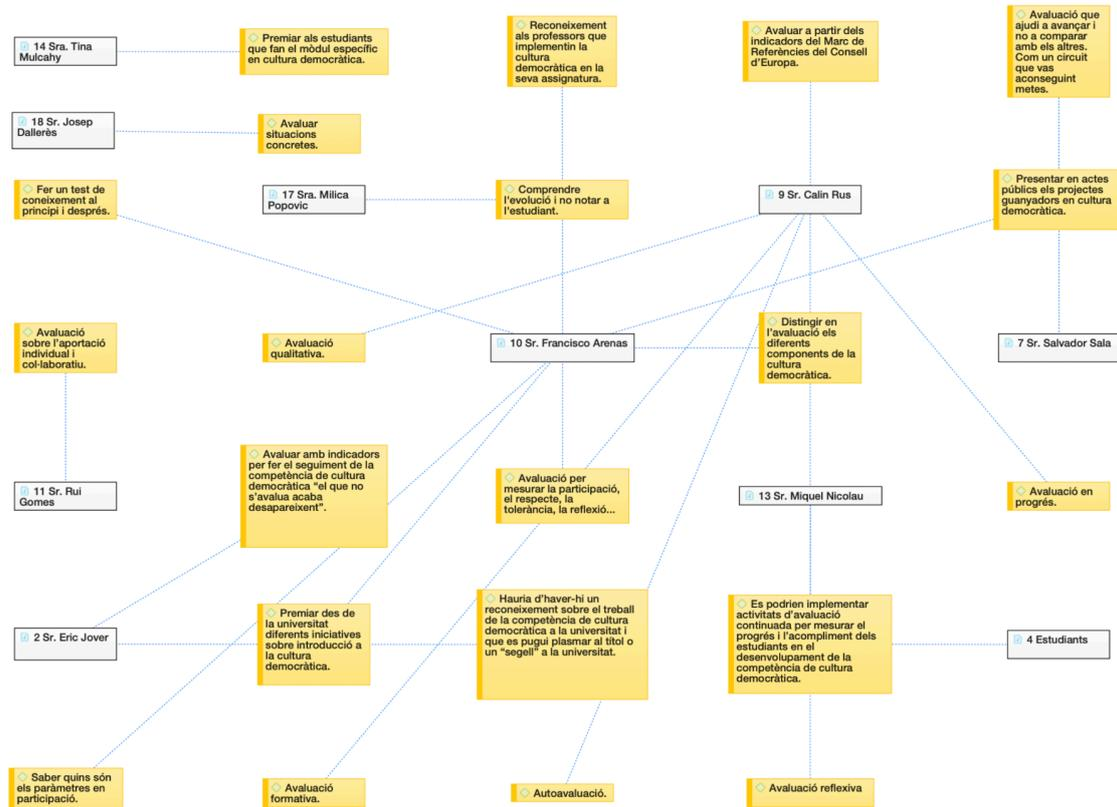 14 Sra. Tina
Mulcahy
Premiar als estudiants
que fan el mòdul específic
en cultura democràtica.
Reconeixement
als professors que
implementin la
cultura
democràtica en la
seva assignatura.
Avaluar a partir dels
indicadors del Marc de
Referències del Consell
d'Europa.
Avaluació que
ajudi a avançar i
no a comparar
amb els altres.
Com un circuit
que vas
aconseguint
metes.
18 Sr. Josep
Dallerès
Avaluar
situacions
concretes.
Fer un test de
coneixement al
principi i després.
17 Sra. Milica
Popovic
Comprendre
l'evolució i no notar a
l'estudiant.
9 Sr. Calin Rus
Presentar en actes
públics els projectes
guanyadors en cultura
democràtica.
Avaluació
sobre l'aportació
individual i
col·laboratiu.
Avaluació
qualitativa.
10 Sr. Francisco Arenas
Distingir en
l'avaluació els
diferents
components de la
cultura
democràtica.
7 Sr. Salvador Sala
11 Sr. Rui
Gomes
Avaluar amb indicadors
per fer el seguiment de la
competència de cultura
democràtica "el que no
s'avalua acaba
desapareixent".
Avaluació per
mesurar la participació,
el respecte, la
tolerància, la reflexió...
13 Sr. Miquel Nicolau
Avaluació en
progrés.
2 Sr. Eric Jover
Premiar des de
la universitat
diferents iniciatives
sobre introducció a
la cultura
democràtica.
Hauria d'haver-hi un
reconeixement sobre el treball
de la competència de cultura
democràtica a la universitat i
que es pugui plasmar al títol o
un "segell" a la universitat.
Es podrien implementar
activitats d'avaluació
continuada per mesurar el
progrés i l'acompliment dels
estudiants en el
desenvolupament de la
competència de cultura
democràtica.
4 Estudiants
Saber quins són
els paràmetres en
participació.
Avaluació
formativa.
Autoavaluació.
Avaluació reflexiva